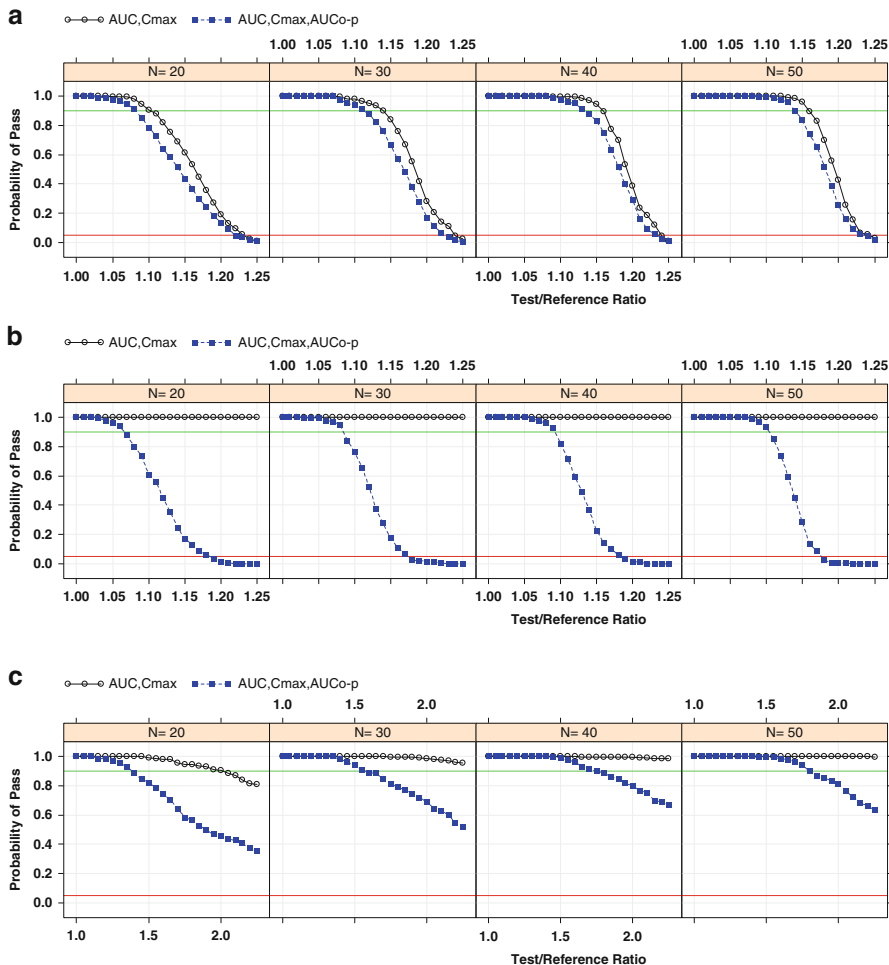 a
AUC,Cmax AUC,Cmax,AUCo-p
1.00 1.05 1.10 1.15 1.20 1.25 1.00 1.05 1.10 1.15 1.20 1.25
N= 20 N= 30 N= 40 N= 50
Probability of Pass
1.0
0.8
0.6
0.4
0.2
0.0
1.00 1.05 1.10 1.15 1.20 1.25 1.00 1.05 1.10 1.15 1.20 1.25
Test/Reference Ratio
b
AUC,Cmax AUC,Cmax,AUCo-p
1.00 1.05 1.10 1.15 1.20 1.25 1.00 1.05 1.10 1.15 1.20 1.25
N= 20 N= 30 N= 40 N= 50
Probability of Pass
1.0
0.8
0.6
0.4
0.2
0.0
1.00 1.05 1.10 1.15 1.20 1.25 1.00 1.05 1.10 1.15 1.20 1.25
Test/Reference Ratio
c
AUC,Cmax AUC,Cmax,AUCo-p
1.0 1.5 2.0 1.0 1.5 2.0
N= 20 N= 30 N= 40 N= 50
Probability of Pass
1.0
0.8
0.6
0.4
0.2
0.0
1.0 1.5 2.0 1.0 1.5 2.0
Test/Reference Ratio